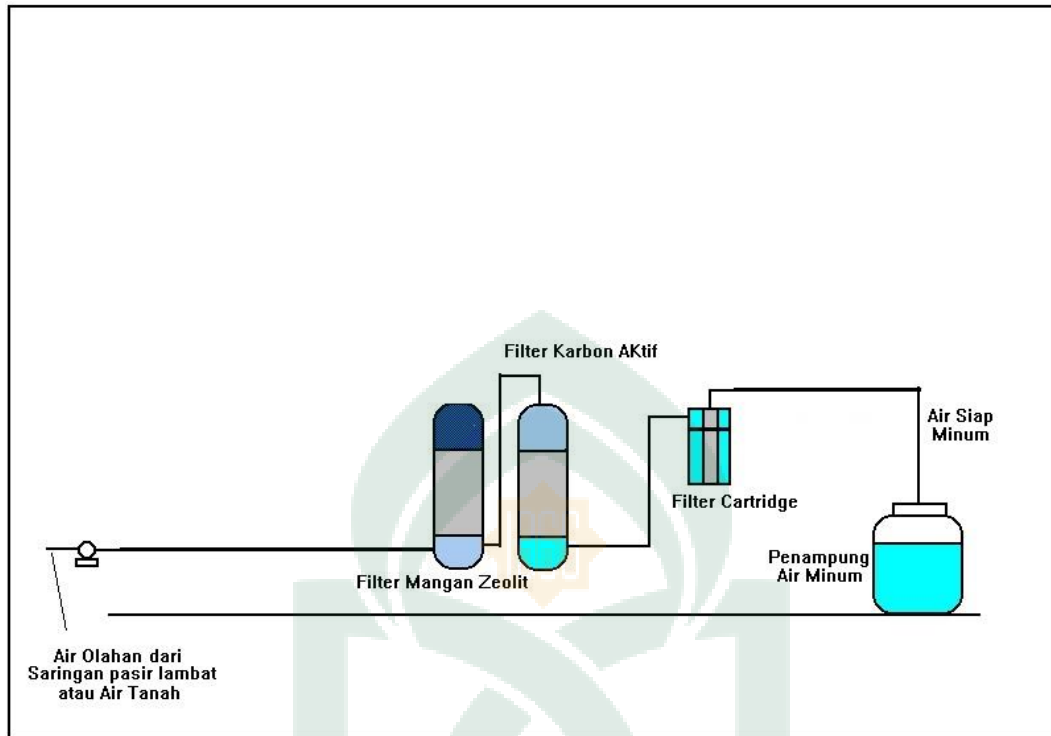 Filter Karbon AKtif
Air Siap
Minum
Filter Cartridge
Penampung
Air Minum
Filter Mangan Zeolit
Air Olahan dari
Saringan pasir lambat
atau Air Tanah